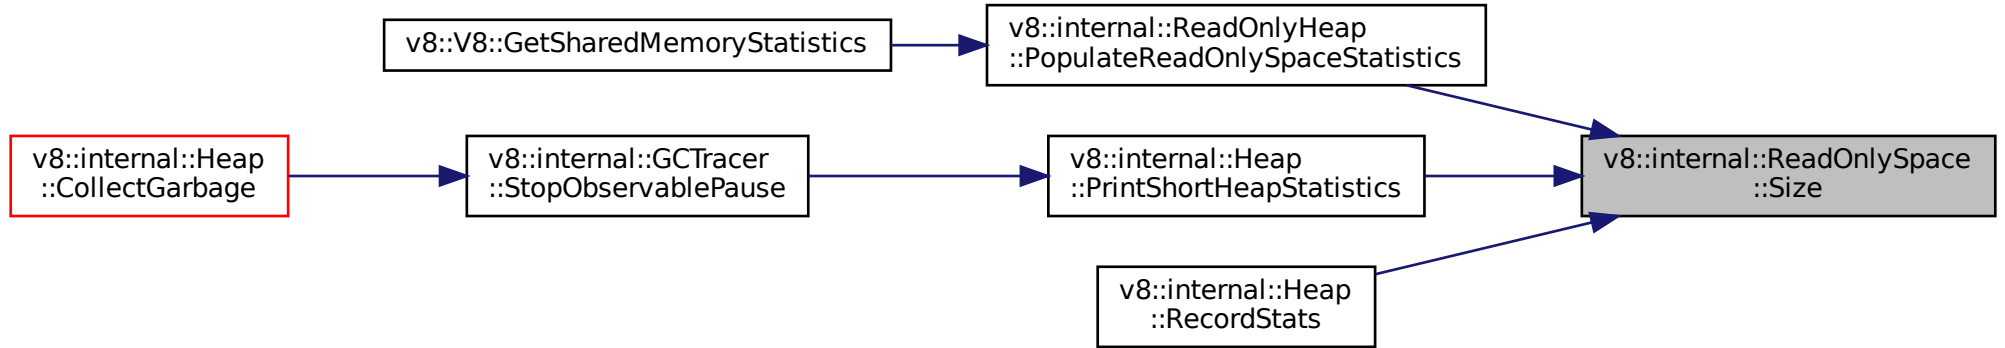 v8::V8::GetSharedMemoryStatistics
v8::internal::ReadOnlyHeap
::PopulateReadOnlySpaceStatistics
v8::internal::Heap
::CollectGarbage
v8::internal::GCTracer
::StopObservablePause
v8::internal::Heap
::PrintShortHeapStatistics
v8::internal::ReadOnlySpace
::Size
v8::internal::Heap
::RecordStats